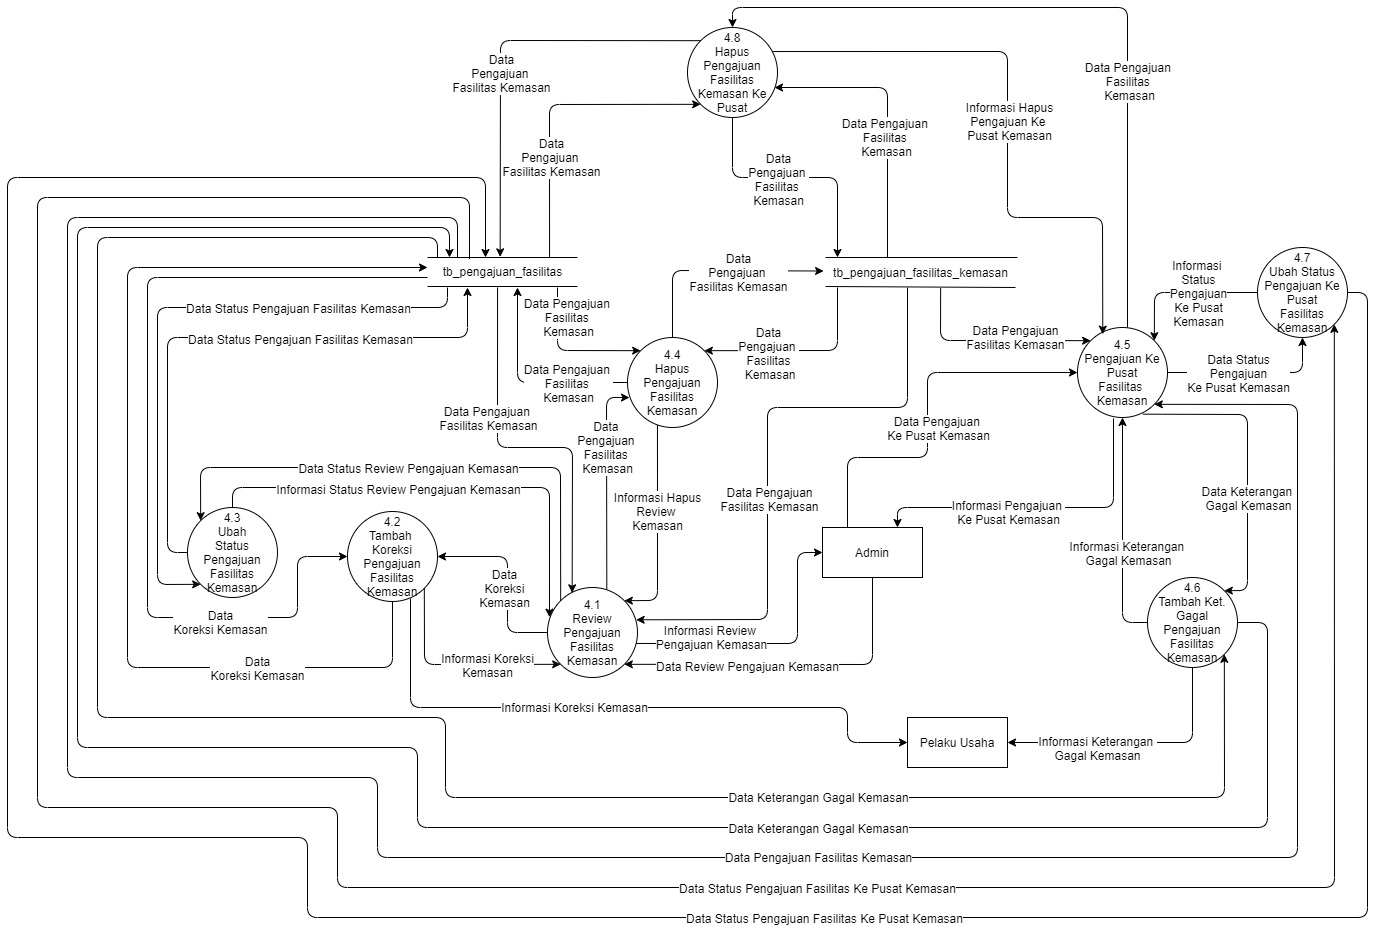 4.8
Hapus
Pengajuan
Fasilitas
Kemasan Ke
Pusat
Data
Pengajuan
Fasilitas Kemasan
Data Pengajuan
Fasilitas
Kemasan
Informasi Hapus
Pengajuan Ke
Pusat Kemasan
Data Pengajuan
Fasilitas
Kemasan
Data
Pengajuan
Fasilitas Kemasan
Data
Pengajuan
Fasilitas
Kemasan
tb_pengajuan_fasilitas
tb_pengajuan_fasilitas_kemasan
Data
Pengajuan
Fasilitas Kemasan
4.7
Ubah Status
Pengajuan Ke
Pusat
Fasilitas
Kemasan
Informasi
Status
Pengajuan
Ke Pusat
Kemasan
Data Status Pengajuan Fasilitas Kemasan
Data Pengajuan
Fasilitas
Kemasan
Data Status Pengajuan Fasilitas Kemasan
Data
Pengajuan
Fasilitas
Kemasan
Data Pengajuan
Fasilitas Kemasan
4.5
Pengajuan Ke
Pusat
Fasilitas
Kemasan
4.4
Hapus
Pengajuan
Fasilitas
Kemasan
Data Pengajuan
Fasilitas
Kemasan
Data Status
Pengajuan
Ke Pusat Kemasan
Data Pengajuan
Fasilitas Kemasan
Data
Pengajuan
Fasilitas
Kemasan
Data Pengajuan
Ke Pusat Kemasan
Data Status Review Pengajuan Kemasan
Informasi Status Review Pengajuan Kemasan
Informasi Hapus
Review
Kemasan
Data Pengajuan
Fasilitas Kemasan
Informasi Pengajuan
Ke Pusat Kemasan
Data Keterangan
Gagal Kemasan
4.3
Ubah
Status
Pengajuan
Fasilitas
Kemasan
4.2
Tambah
Koreksi
Pengajuan
Fasilitas
Kemasan
Admin
Informasi Keterangan
Gagal Kemasan
Data
Koreksi
Kemasan
4.6
Tambah Ket.
Gagal
Pengajuan
Fasilitas
Kemasan
4.1
Review
Pengajuan
Fasilitas
Kemasan
Data
Koreksi Kemasan
Informasi Review
Pengajuan Kemasan
Data
Koreksi Kemasan
Informasi Koreksi
Kemasan
Data Review Pengajuan Kemasan
Informasi Koreksi Kemasan
Pelaku Usaha
Informasi Keterangan
Gagal Kemasan
Data Keterangan Gagal Kemasan
Data Keterangan Gagal Kemasan
Data Pengajuan Fasilitas Kemasan
Data Status Pengajuan Fasilitas Ke Pusat Kemasan
Data Status Pengajuan Fasilitas Ke Pusat Kemasan